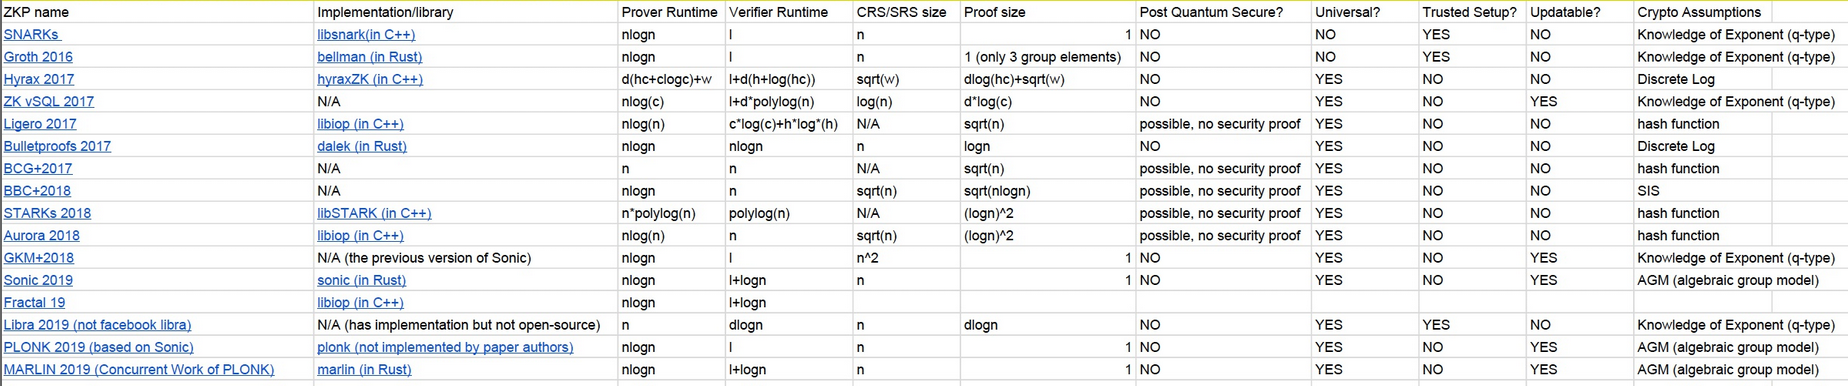 ZKP name Implementation/library Prover Runtime Verifier Runtime CRS/SRS size Proof size Post Quantum Secure? Universal? Trusted Setup? Updatable? Crypto Assumptions
SNARKs libsnark(in C++) nlogn l n 1 NO NO YES NO Knowledge of Exponent (q-type)
Groth 2016 bellman (in Rust) nlogn l n 1 (only 3 group elements) NO NO YES NO Knowledge of Exponent (q-type)
Hyrax 2017 hyraxZK (in C++) d(hc+clogc)+w l+d(h+log(hc)) sqrt(w) dlog(hc)+sqrt(w) NO YES NO NO Discrete Log
ZK vSQL 2017 N/A nlog(c) l+d*polylog(n) log(n) d*log(c) NO YES NO YES Knowledge of Exponent (q-type)
Ligero 2017 libiop (in C++) nlog(n) c*log(c)+h*log*(h) N/A sqrt(n) possible, no security proof YES NO NO hash function
Bulletproofs 2017 dalek (in Rust) nlogn nlogn n logn NO YES NO NO Discrete Log
BCG+2017 N/A n n N/A sqrt(n) possible, no security proof YES NO NO hash function
BBC+2018 N/A nlogn n sqrt(n) sqrt(nlogn) possible, no security proof YES NO NO SIS
STARKs 2018 libSTARK (in C++) n*polylog(n) polylog(n) N/A (logn)^2 possible, no security proof YES NO NO hash function
Aurora 2018 libiop (in C++) nlog(n) n sqrt(n) (logn)^2 possible, no security proof YES NO NO hash function
GKM+2018 N/A (the previous version of Sonic) nlogn l n^2 1 NO YES NO YES Knowledge of Exponent (q-type)
Sonic 2019 sonic (in Rust) nlogn l+logn n 1 NO YES NO YES AGM (algebraic group model)
Fractal 19 libiop (in C++) nlogn l+logn
Libra 2019 (not facebook libra) N/A (has implementation but not open-source) n dlogn n dlogn NO YES YES NO Knowledge of Exponent (q-type)
PLONK 2019 (based on Sonic) plonk (not implemented by paper authors) nlogn l n 1 NO YES NO YES AGM (algebraic group model)
MARLIN 2019 (Concurrent Work of PLONK) marlin (in Rust) nlogn l+logn n 1 NO YES NO YES AGM (algebraic group model)